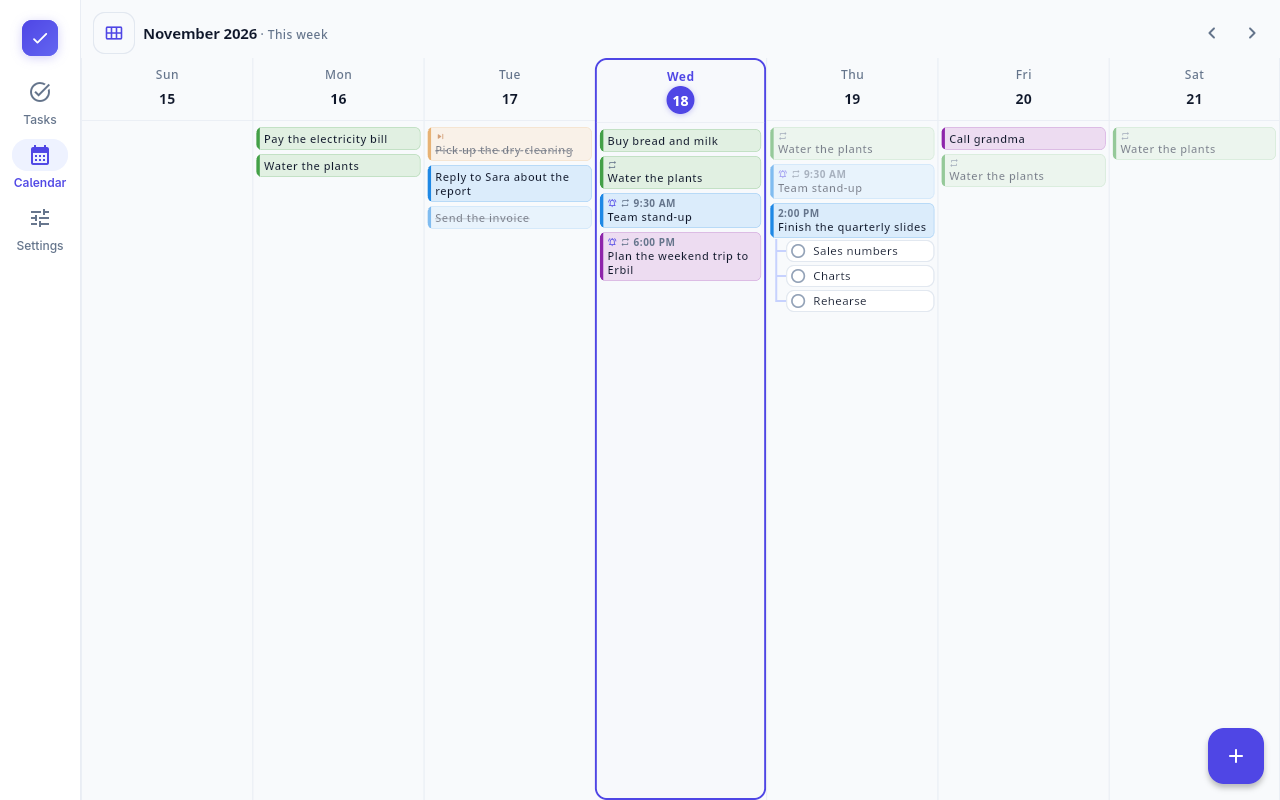 November 2026 · This week
Tasks
Calendar
Settings
Sun
15
Mon
16
Pay the electricity bill
Water the plants
Tue
17
Pick up the dry cleaning
Reply to Sara about the
report
Send the invoice
Wed
18
Buy bread and milk
Water the plants
9:30 AM
Team stand-up
6:00 PM
Plan the weekend trip to
Erbil
Thu
19
Water the plants
9:30 AM
Team stand-up
2:00 PM
Finish the quarterly slides
Sales numbers
Charts
Rehearse
Fri
20
Call grandma
Water the plants
Sat
21
Water the plants